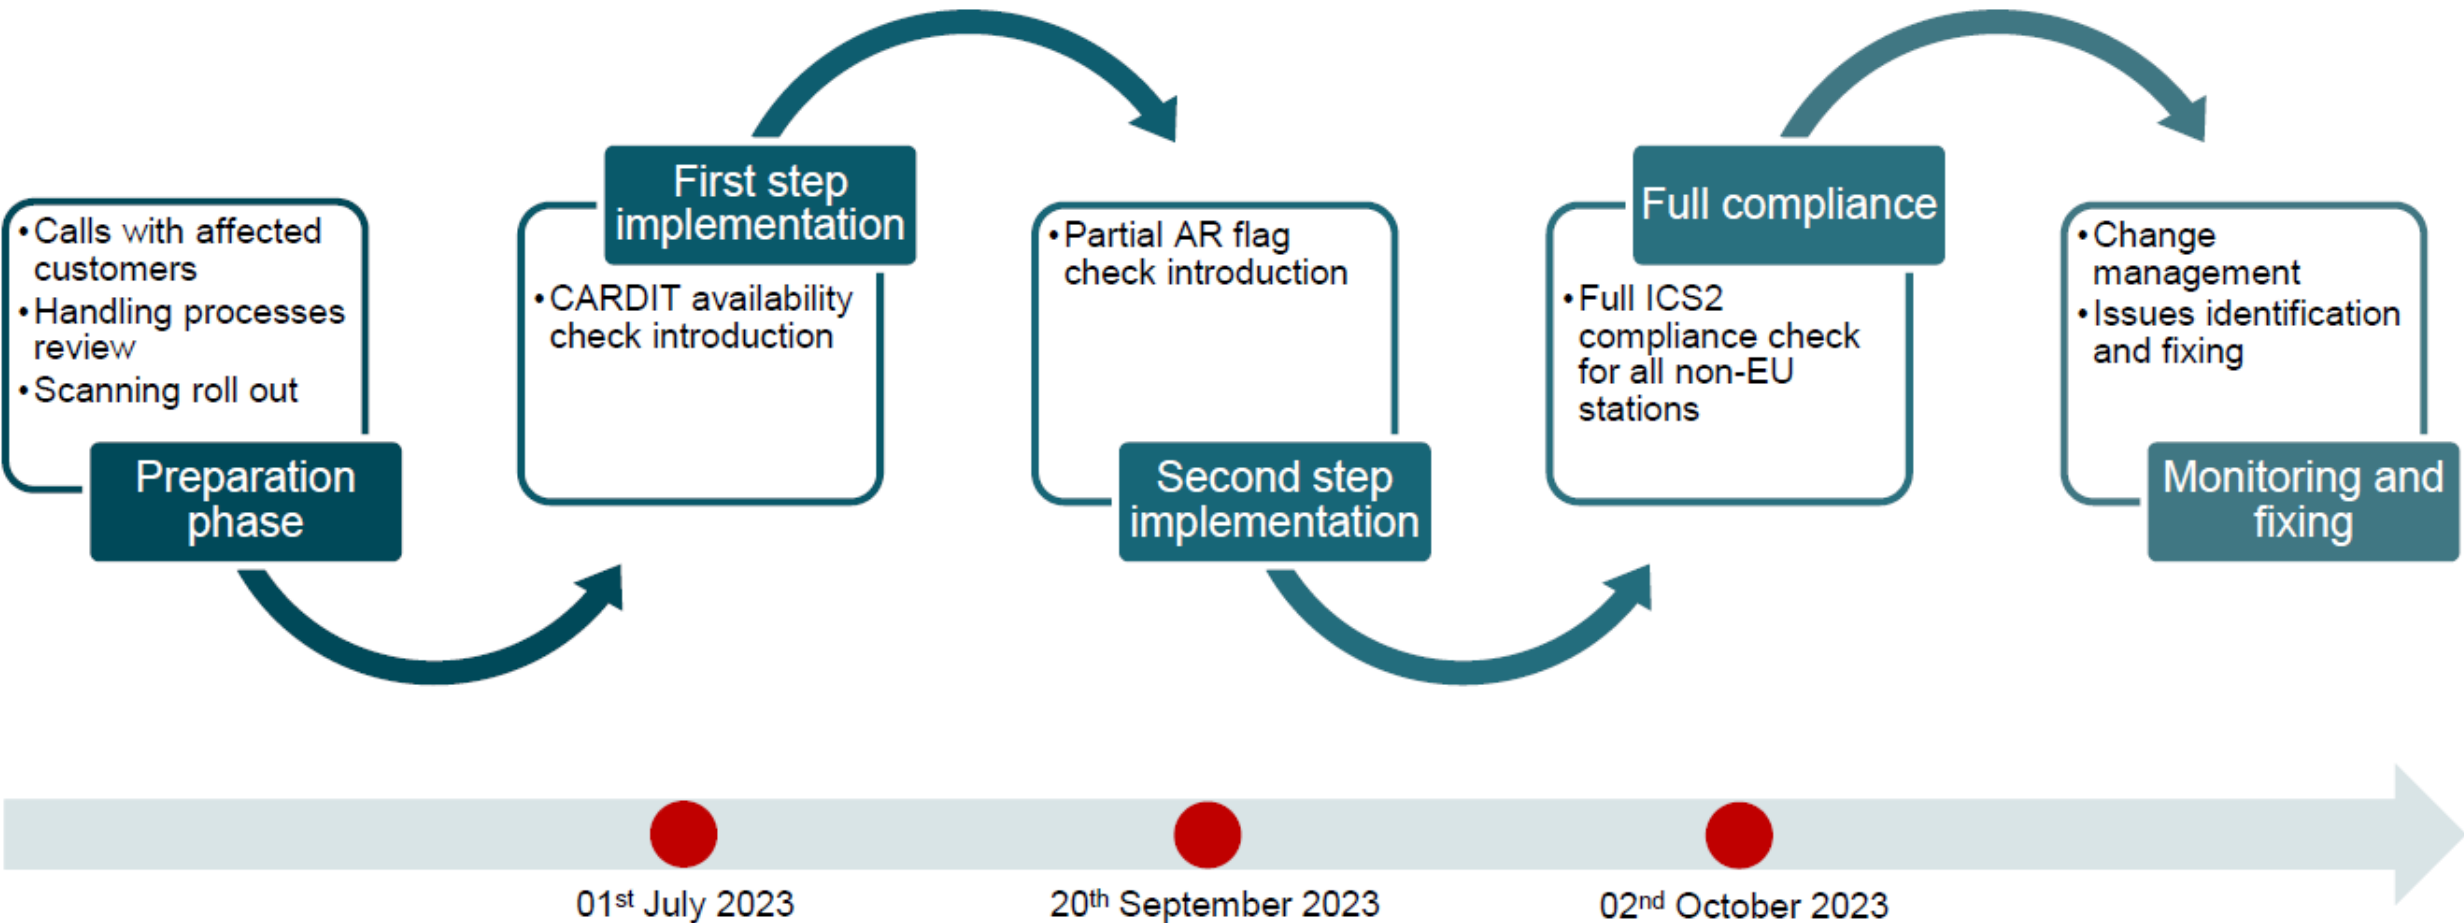 •Calls with affected
customers
•Handling processes
review
•Scanning roll out
Preparation
phase
First step
implementation
•CARDIT availability
check introduction
•Partial AR flag
check introduction
Second step
implementation
Full compliance
•Full ICS2
compliance check
for all non-EU
stations
•Change
management
•Issues identification
and fixing
Monitoring and
fixing
01st July 2023
20th September 2023
02nd October 2023